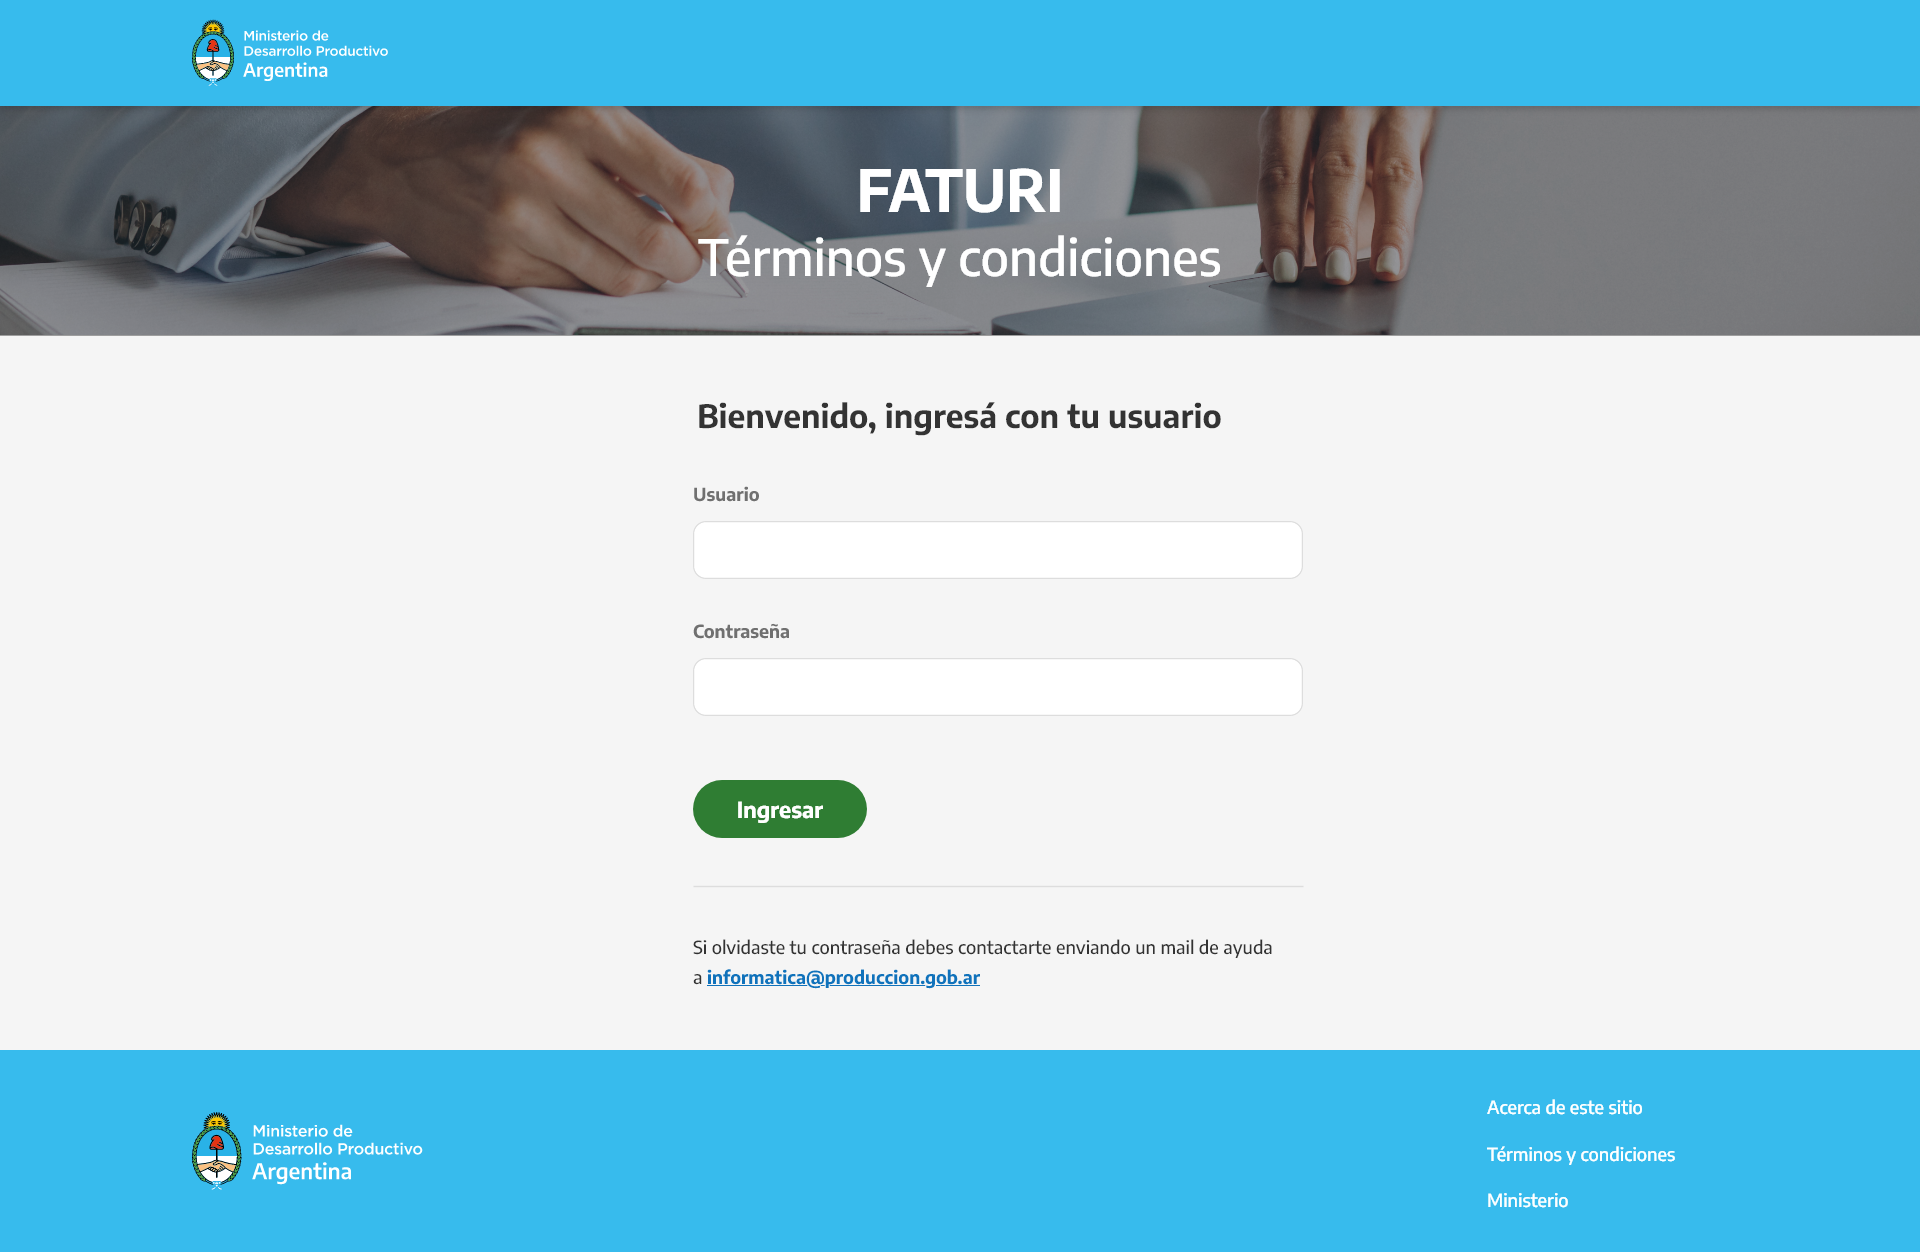 Ministerio de
Desarrollo Productivo
Argentina
FATURI
Términos y condiciones
Bienvenido, ingresá con tu usuario
Usuario
Contraseña
Ingresar
Si olvidaste tu contraseña debes contactarte enviando un mail de ayuda
a informatica@produccion.gob.ar
Ministerio de
Desarrollo Productivo
Argentina
Acerca de este sitio
Términos y condiciones
Ministerio